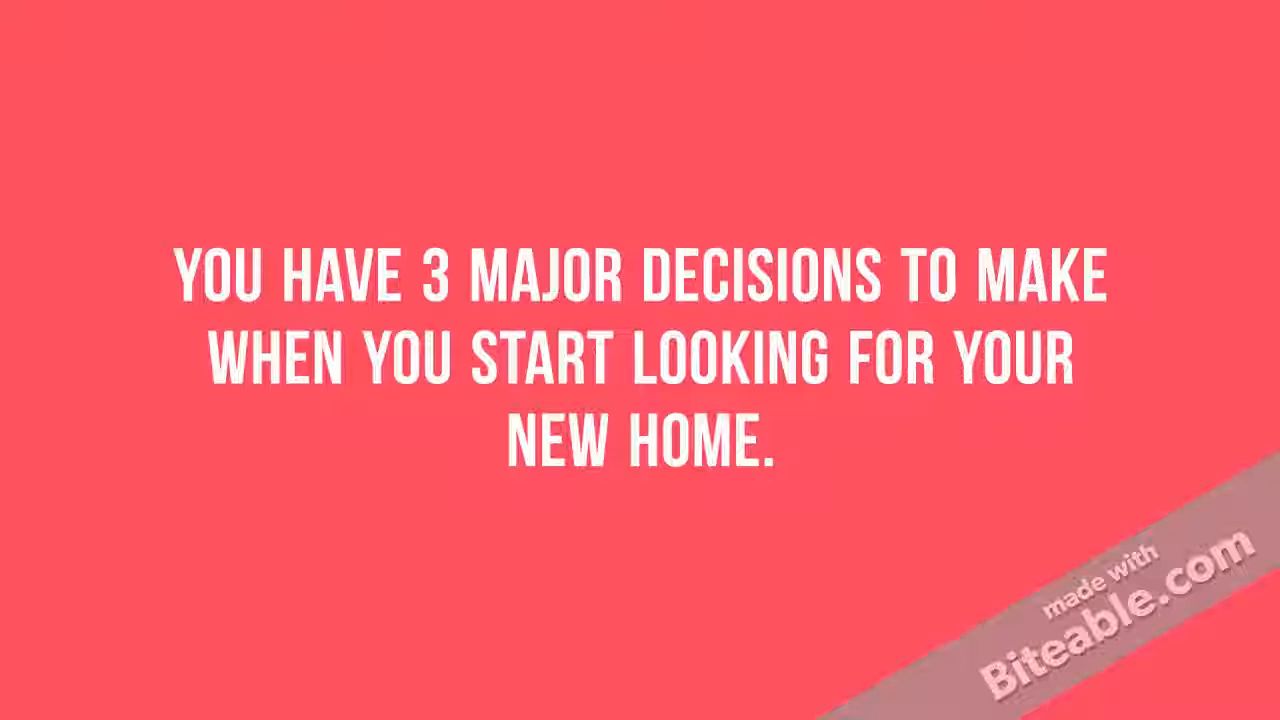 YOU HAVE 3 MAJOR DECISIONS TO MAKE
WHEN YOU START LOOKING FOR YOUR
NEW HOME.
made with
Biteable.com